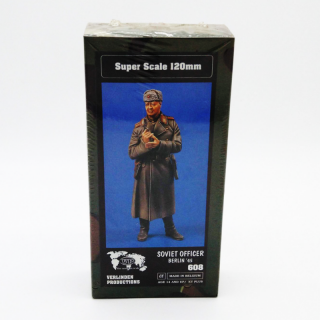 Super Scale 120mm
SOVIET OFFICER
BERLIN '45
608
VERLINDEN
PRODUCTIONS
MADE IN BELGIUM